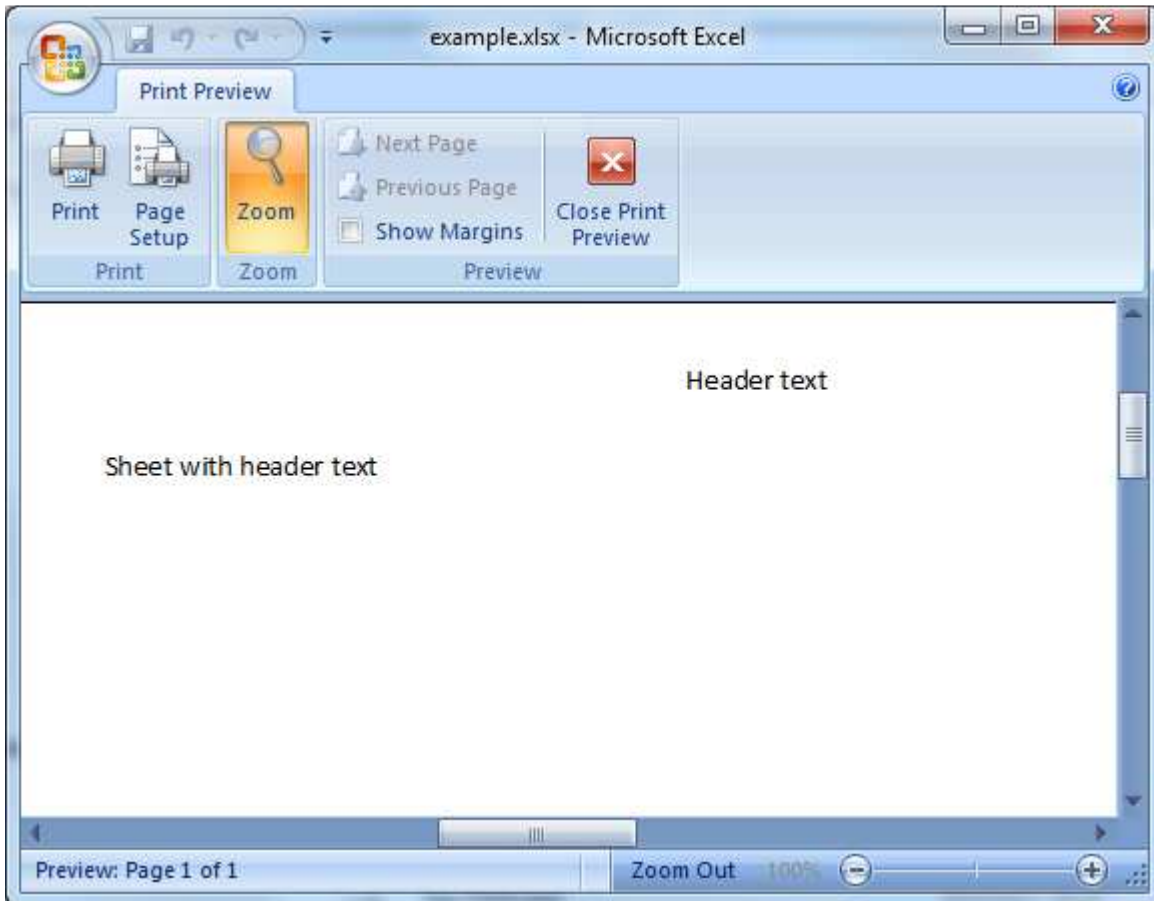 example.xlsx - Microsoft Excel
Print Preview
Print
Page Setup
Zoom
Next Page
Previous Page
Show Margins
Close Print Preview
Print
Zoom
Preview
Header text
Sheet with header text
Preview: Page 1 of 1
Zoom Out
100%